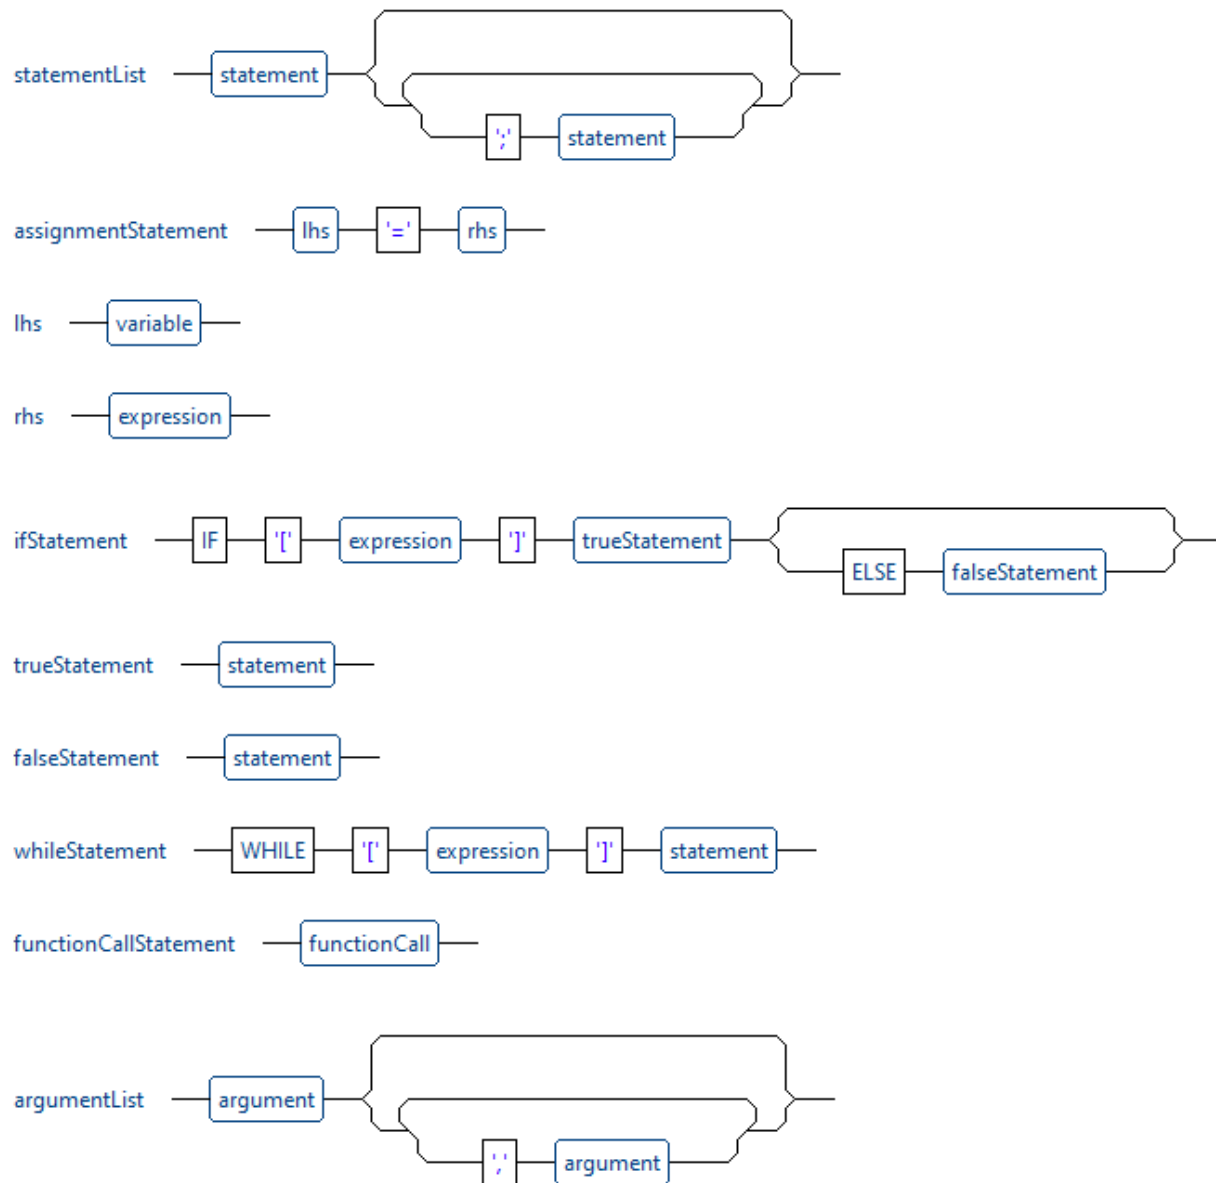 statementList statement
';' statement
assignmentStatement lhs '=' rhs
lhs variable
rhs expression
ifStatement IF '[' expression ']' trueStatement
ELSE falseStatement
trueStatement statement
falseStatement statement
whileStatement WHILE '[' expression ']' statement
functionCallStatement functionCall
argumentList argument
',' argument